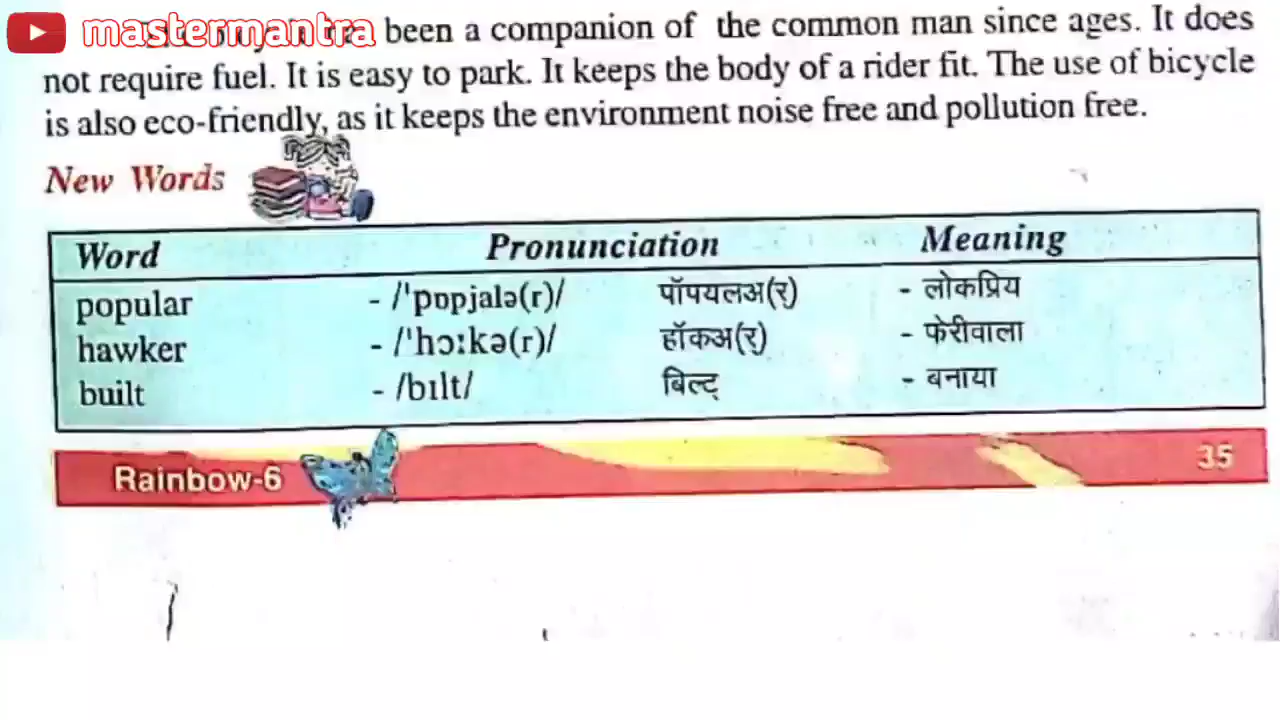 mastermantra been a companion of the common man since ages. It does
not require fuel. It is easy to park. It keeps the body of a rider fit. The use of bicycle
is also eco-friendly, as it keeps the environment noise free and pollution free.
New Words
Word Pronunciation Meaning
popular - /'pɒpjalə(r)/ पॉपयलअ(र्) - लोकप्रिय
hawker - /'hɔːkə(r)/ हॉकअ(र्) - फेरीवाला
built - /bɪlt/ बिल्ट् - बनाया
Rainbow-6 35